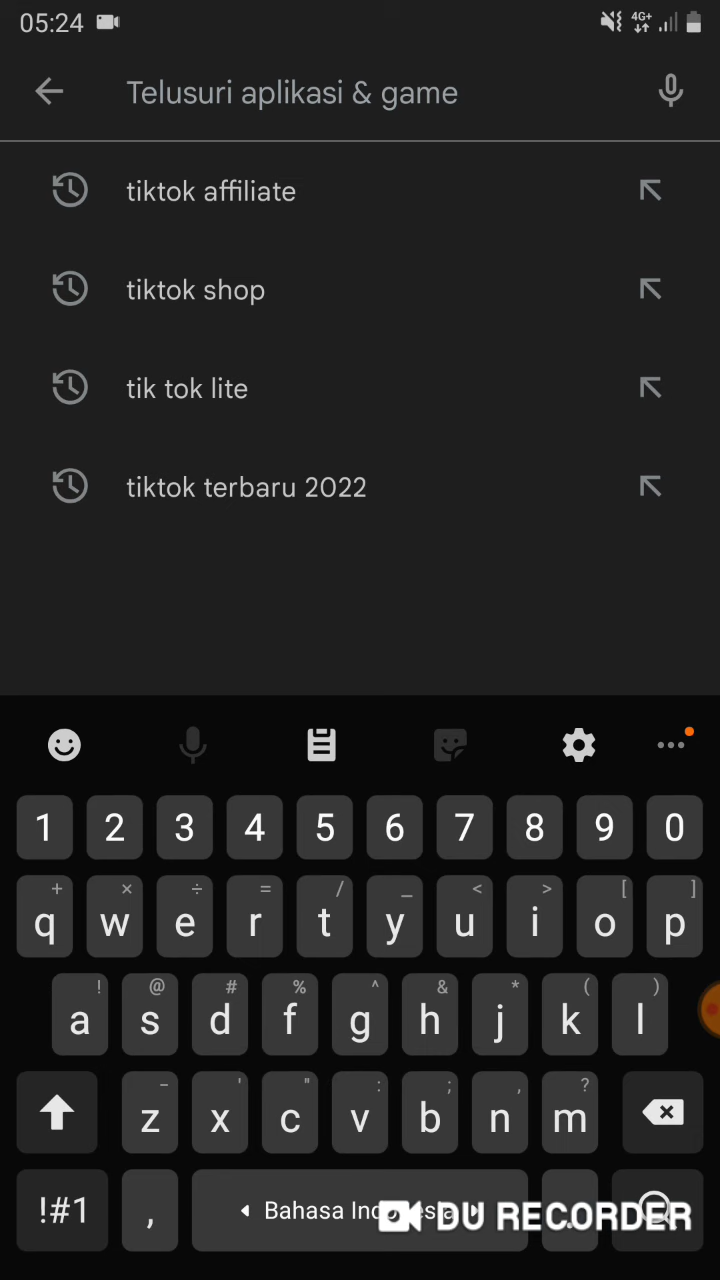 05:24
4G+
Telusuri aplikasi & game
tiktok affiliate
tiktok shop
tik tok lite
tiktok terbaru 2022
1 2 3 4 5 6 7 8 9 0
+ × ÷ = / _ < > [ ]
q w e r t y u i o p
! @ # % ^ & * ( )
a s d f g h j k l
- ' " : ; , ?
z x c v b n m
!#1 , Bahasa Indonesia .
DU RECORDER